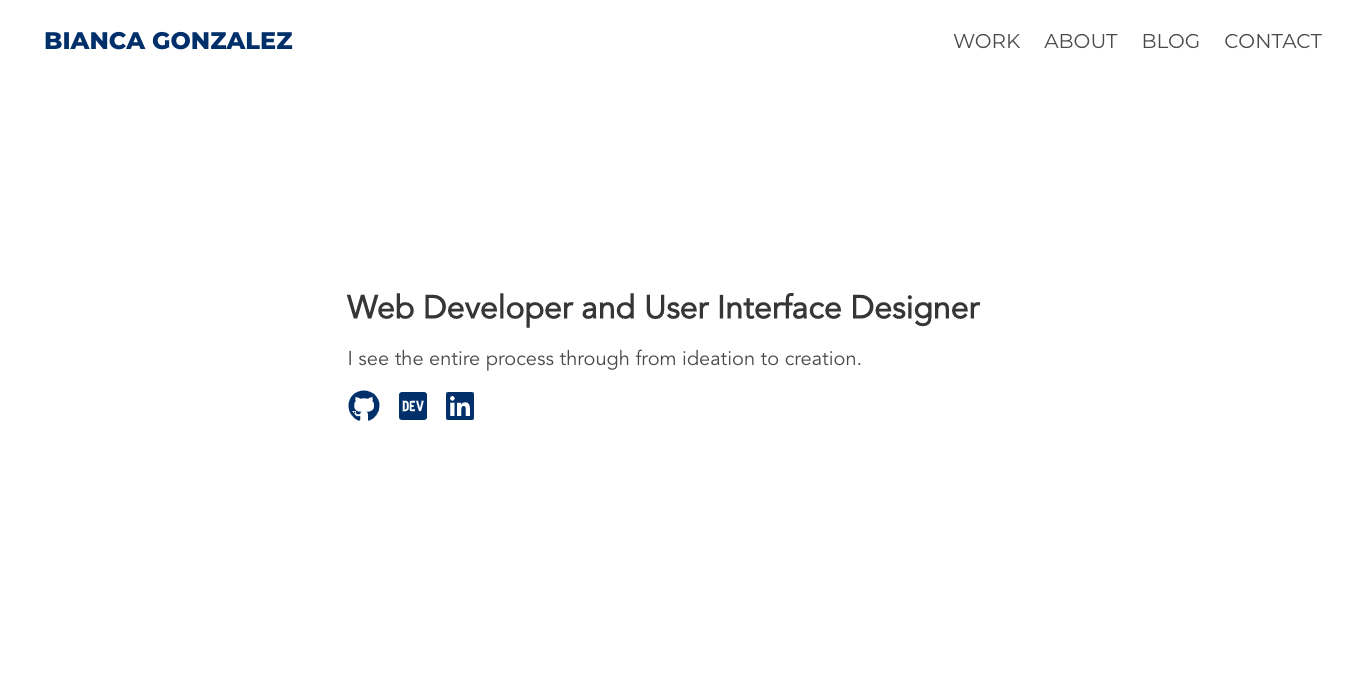 BIANCA GONZALEZ
WORK ABOUT BLOG CONTACT
Web Developer and User Interface Designer
I see the entire process through from ideation to creation.
DEV in